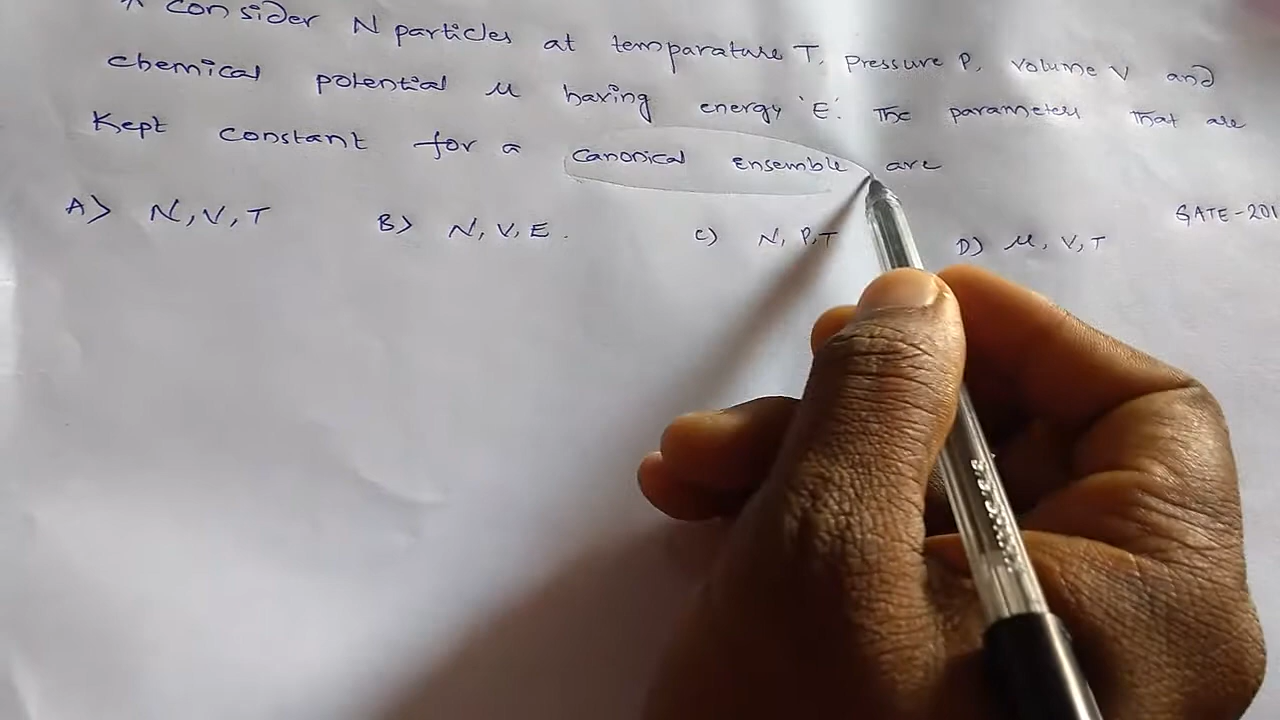 Consider N particles at temparature T, pressure P, volume V and
chemical potential μ having energy 'E'. The parameters that are
Kept constant for a canonical ensemble are
GATE-201
A) N, V, T B) N, V, E. C) N, P, T D) μ, V, T